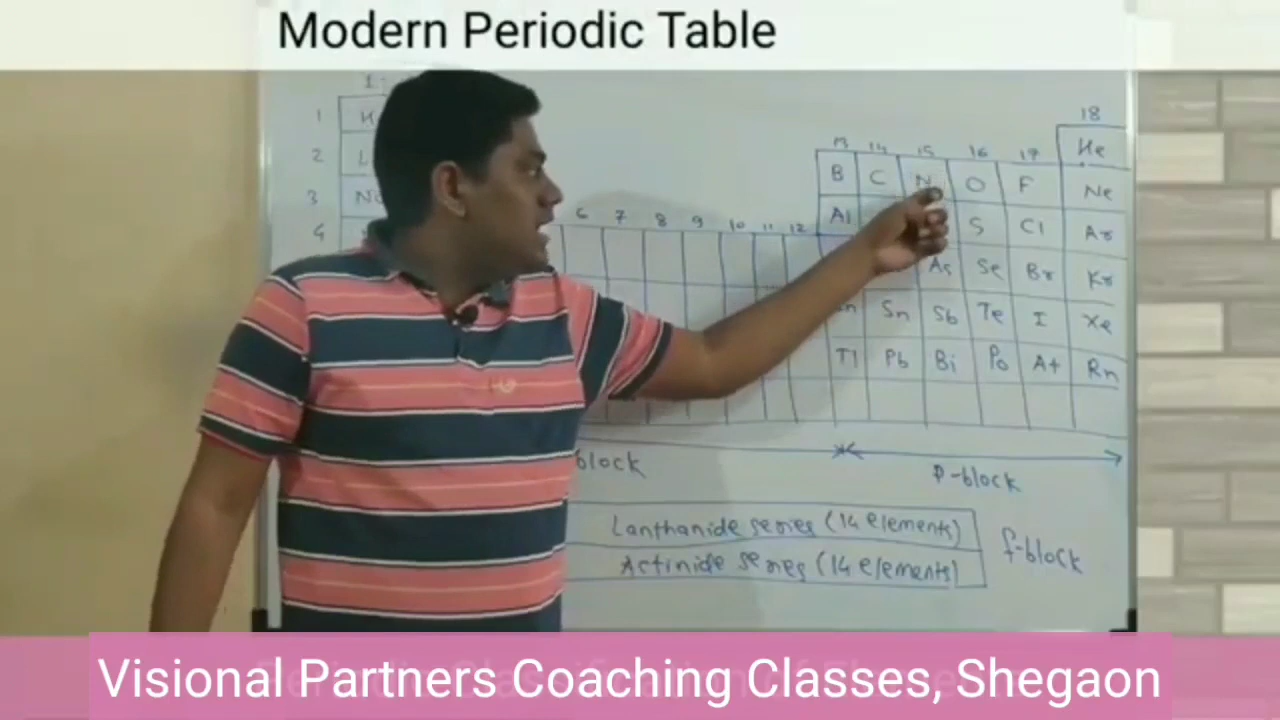 Modern Periodic Table
18
1 H 13 14 15 16 17 He
2 B C N O F Ne
3 Na 6 7 8 9 10 11 12 Al S Cl Ar
4 As Se Br Kr
Sn Sb Te I Xe
Tl Pb Bi Po At Rn
block p-block
Lanthanide series (14 elements)
f-block
Actinide series (14 elements)
Visional Partners Coaching Classes, Shegaon